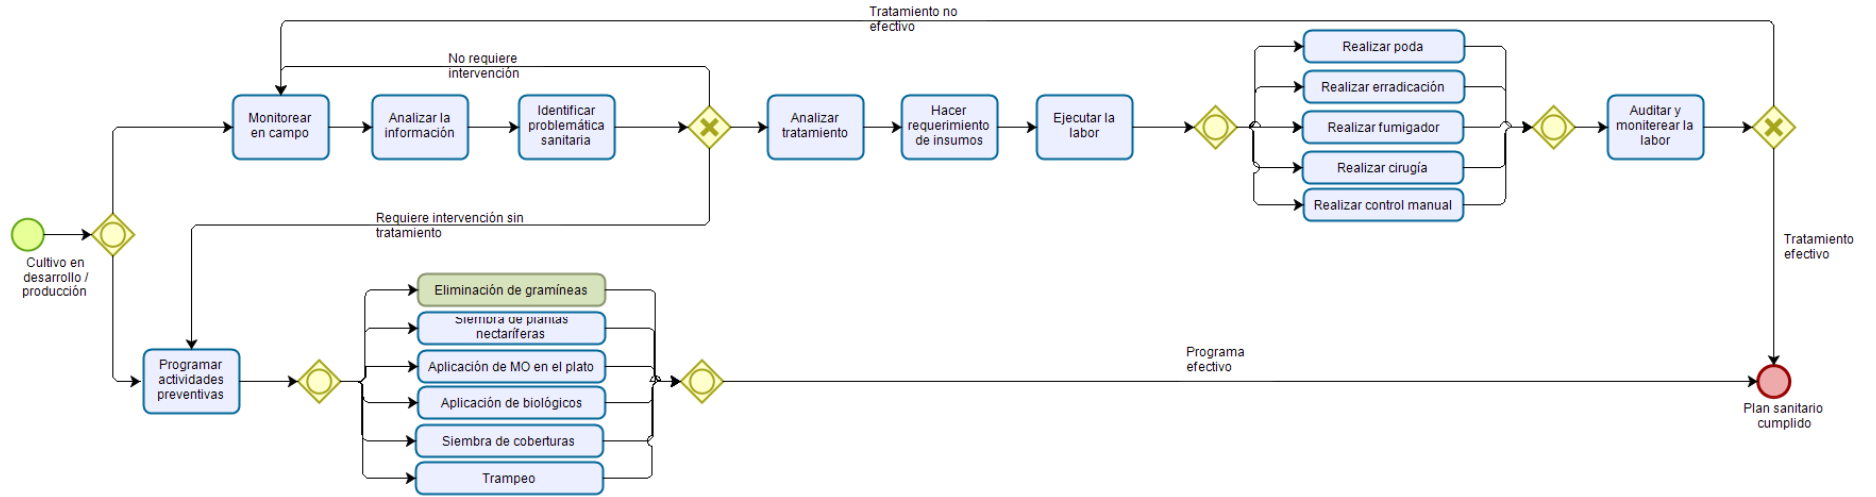 Tratamiento no
efectivo
No requiere
intervención
Monitorear
en campo
Analizar la
información
Identificar
problemática
sanitaria
Analizar
tratamiento
Hacer
requerimiento
de insumos
Ejecutar la
labor
Realizar poda
Realizar erradicación
Realizar fumigador
Realizar cirugía
Realizar control manual
Auditar y
moniterear la
labor
Requiere intervención sin
tratamiento
Tratamiento
efectivo
Cultivo en
desarrollo /
producción
Programar
actividades
preventivas
Eliminación de gramíneas
Siembra de plantas
nectaríferas
Aplicación de MO en el plato
Aplicación de biológicos
Siembra de coberturas
Trampeo
Programa
efectivo
Plan sanitario
cumplido